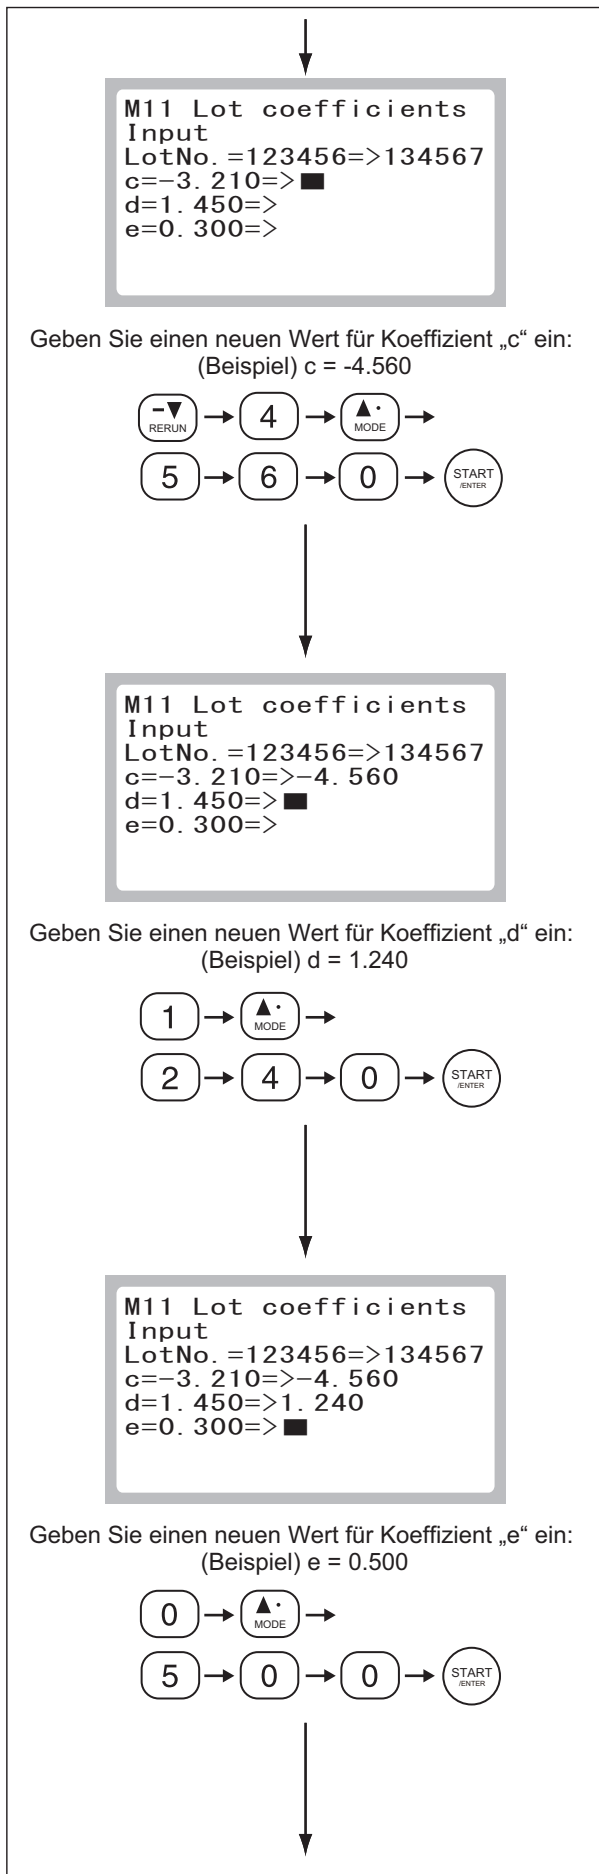 M11 Lot coefficients
Input
LotNo.=123456=>134567
c=-3.210=>
d=1.450=>
e=0.300=>
Geben Sie einen neuen Wert für Koeffizient „c“ ein:
(Beispiel) c = -4.560
-▼ RERUN → 4 → ▲· MODE →
5 → 6 → 0 → START /ENTER
M11 Lot coefficients
Input
LotNo.=123456=>134567
c=-3.210=>-4.560
d=1.450=>
e=0.300=>
Geben Sie einen neuen Wert für Koeffizient „d“ ein:
(Beispiel) d = 1.240
1 → ▲· MODE →
2 → 4 → 0 → START /ENTER
M11 Lot coefficients
Input
LotNo.=123456=>134567
c=-3.210=>-4.560
d=1.450=>1.240
e=0.300=>
Geben Sie einen neuen Wert für Koeffizient „e“ ein:
(Beispiel) e = 0.500
0 → ▲· MODE →
5 → 0 → 0 → START /ENTER